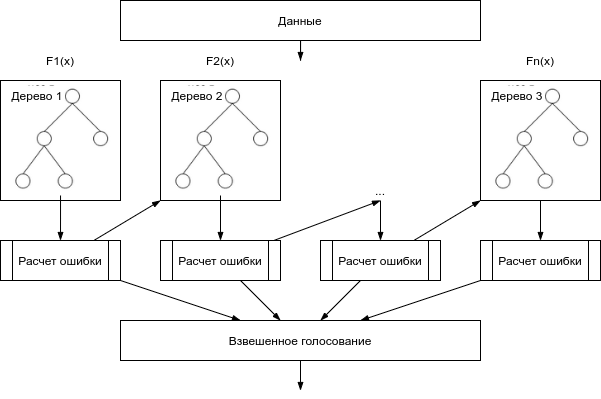 Данные
F1(x)
F2(x)
Fn(x)
Дерево 1
Дерево 2
Дерево 3
...
Расчет ошибки
Расчет ошибки
Расчет ошибки
Расчет ошибки
Взвешенное голосование